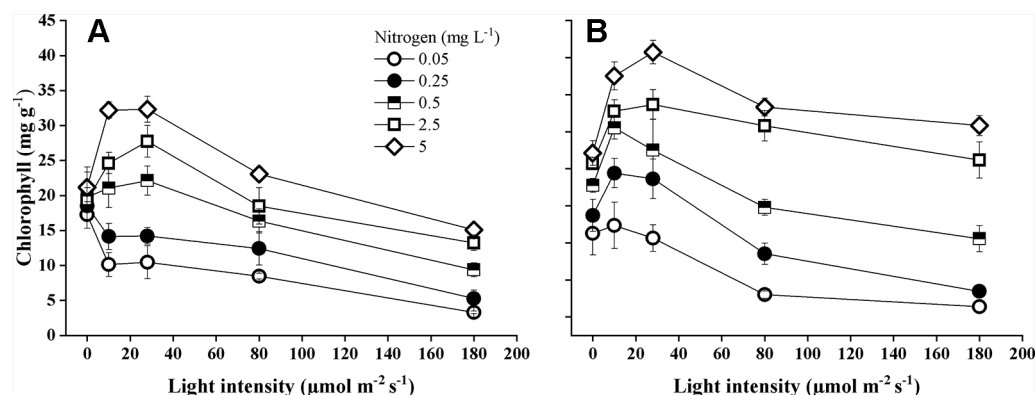 A
B
Nitrogen (mg L-1)
0.05
0.25
0.5
2.5
5
Chlorophyll (mg g-1)
45
40
35
30
25
20
15
10
5
0
0 20 40 60 80 100 120 140 160 180 200
0 20 40 60 80 100 120 140 160 180 200
Light intensity (μmol m-2 s-1)
Light intensity (μmol m-2 s-1)